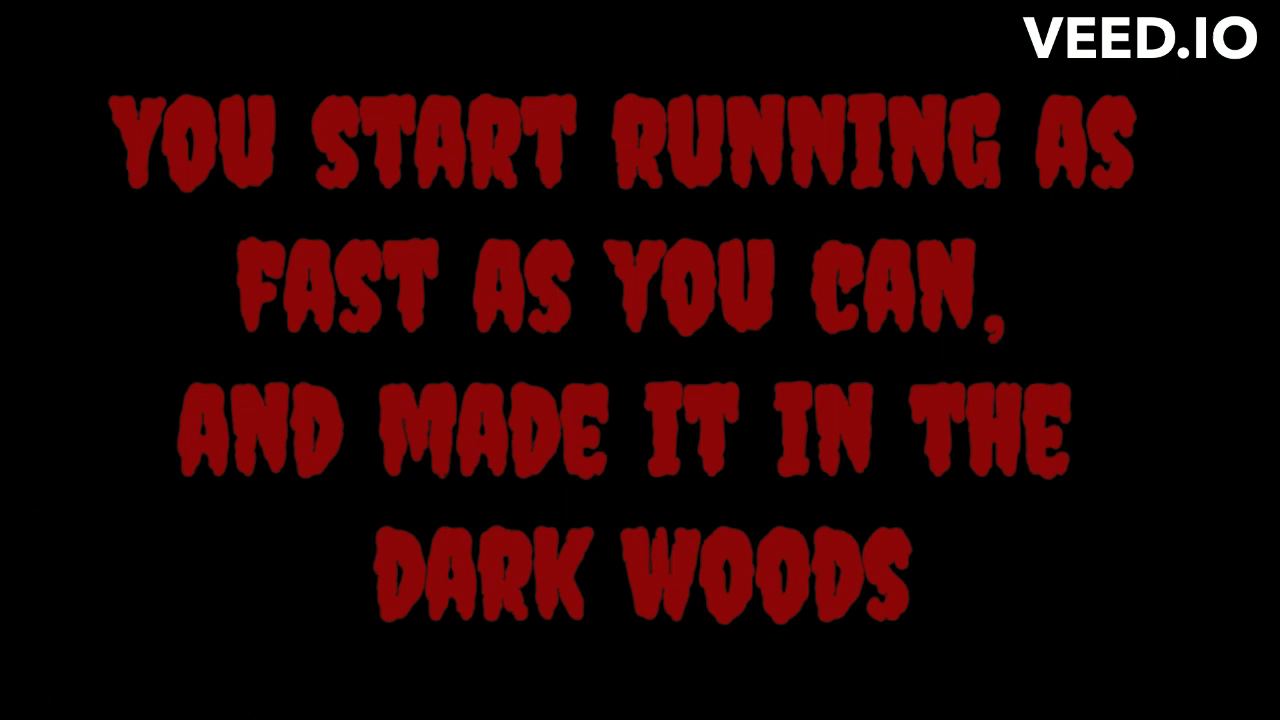 VEED.IO
YOU START RUNNING AS
FAST AS YOU CAN,
AND MADE IT IN THE
DARK WOODS